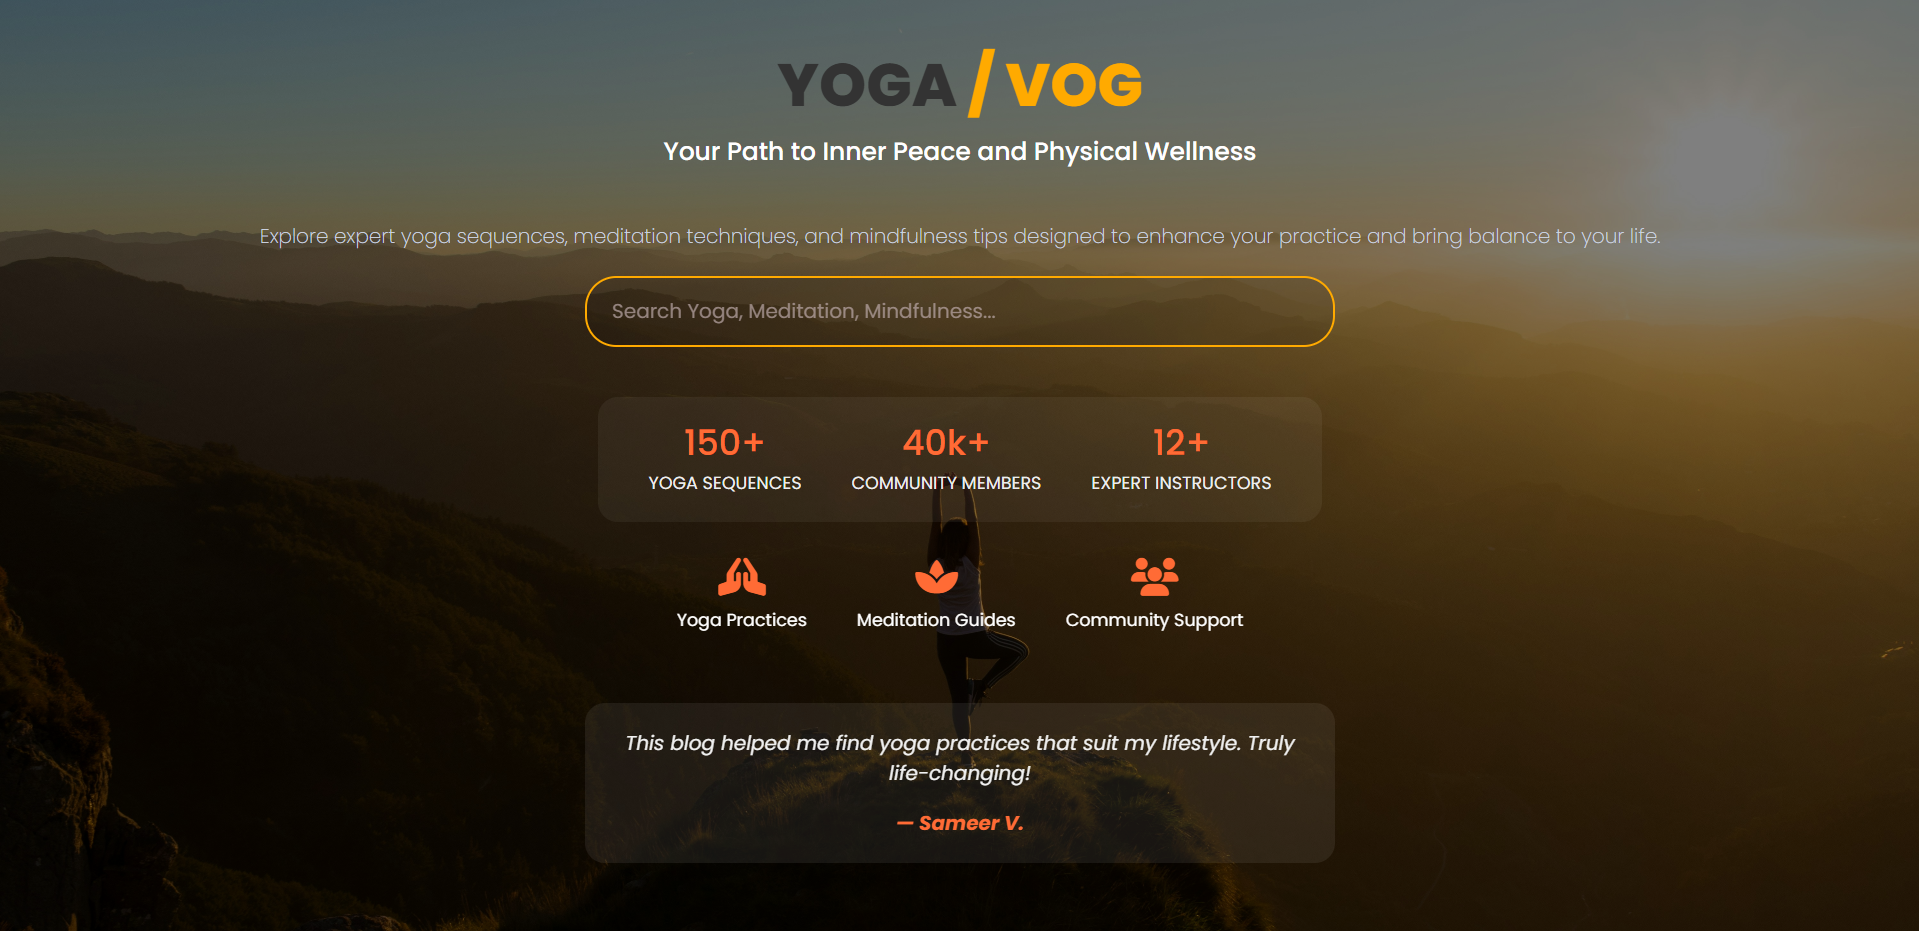 YOGA / VOG
Your Path to Inner Peace and Physical Wellness
Explore expert yoga sequences, meditation techniques, and mindfulness tips designed to enhance your practice and bring balance to your life.
Search Yoga, Meditation, Mindfulness...
150+ 40k+ 12+
YOGA SEQUENCES COMMUNITY MEMBERS EXPERT INSTRUCTORS
Yoga Practices Meditation Guides Community Support
This blog helped me find yoga practices that suit my lifestyle. Truly
life-changing!
— Sameer V.